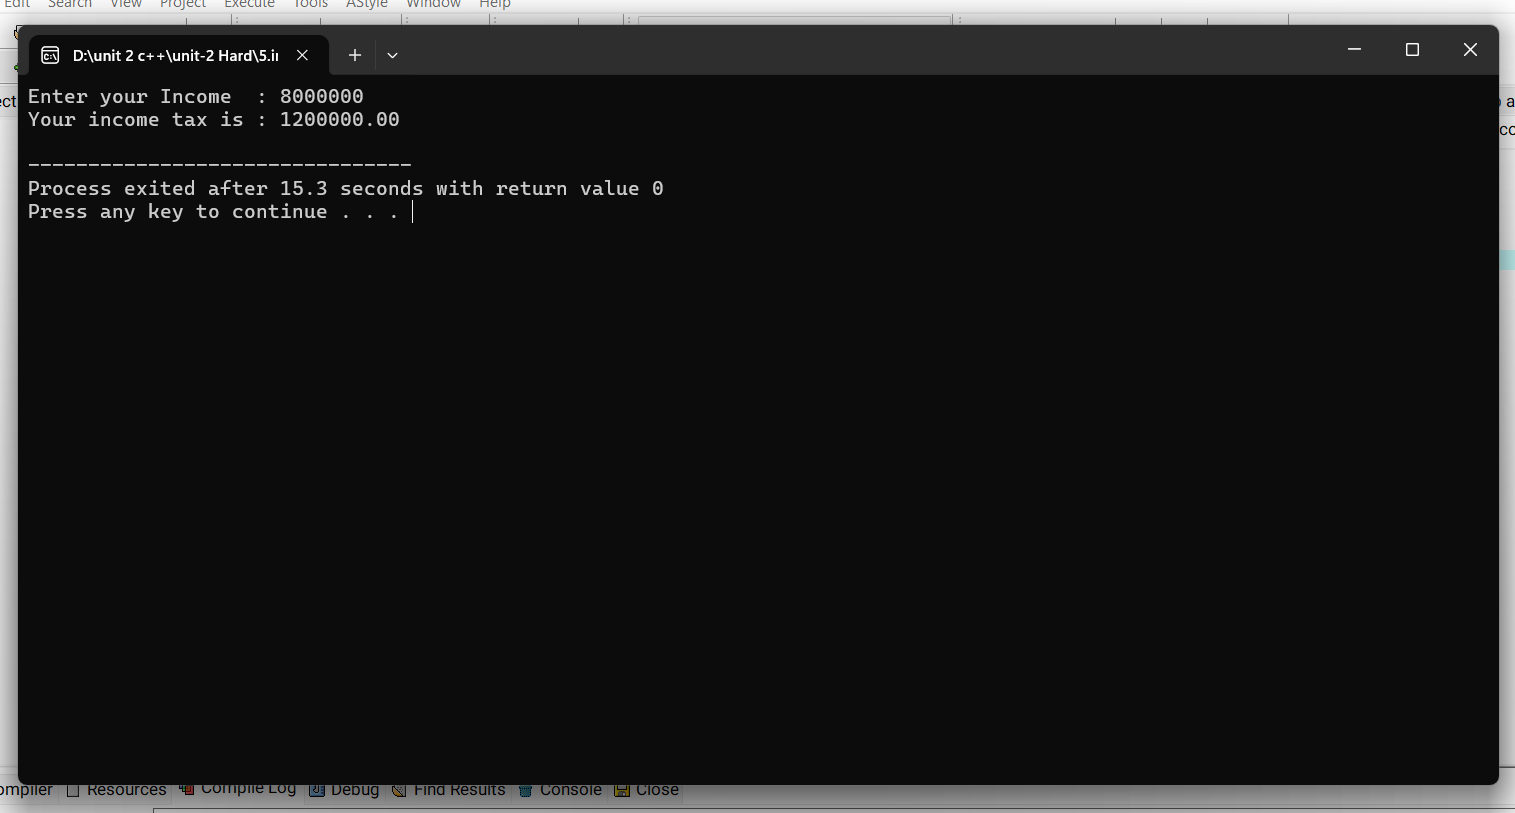 Edit Search View Project Execute Tools AStyle Window Help
D:\unit 2 c++\unit-2 Hard\5.in
Enter your Income  : 8000000
Your income tax is : 1200000.00
--------------------------------
Process exited after 15.3 seconds with return value 0
Press any key to continue . . .
Resources Compile Log Debug Find Results Console Close